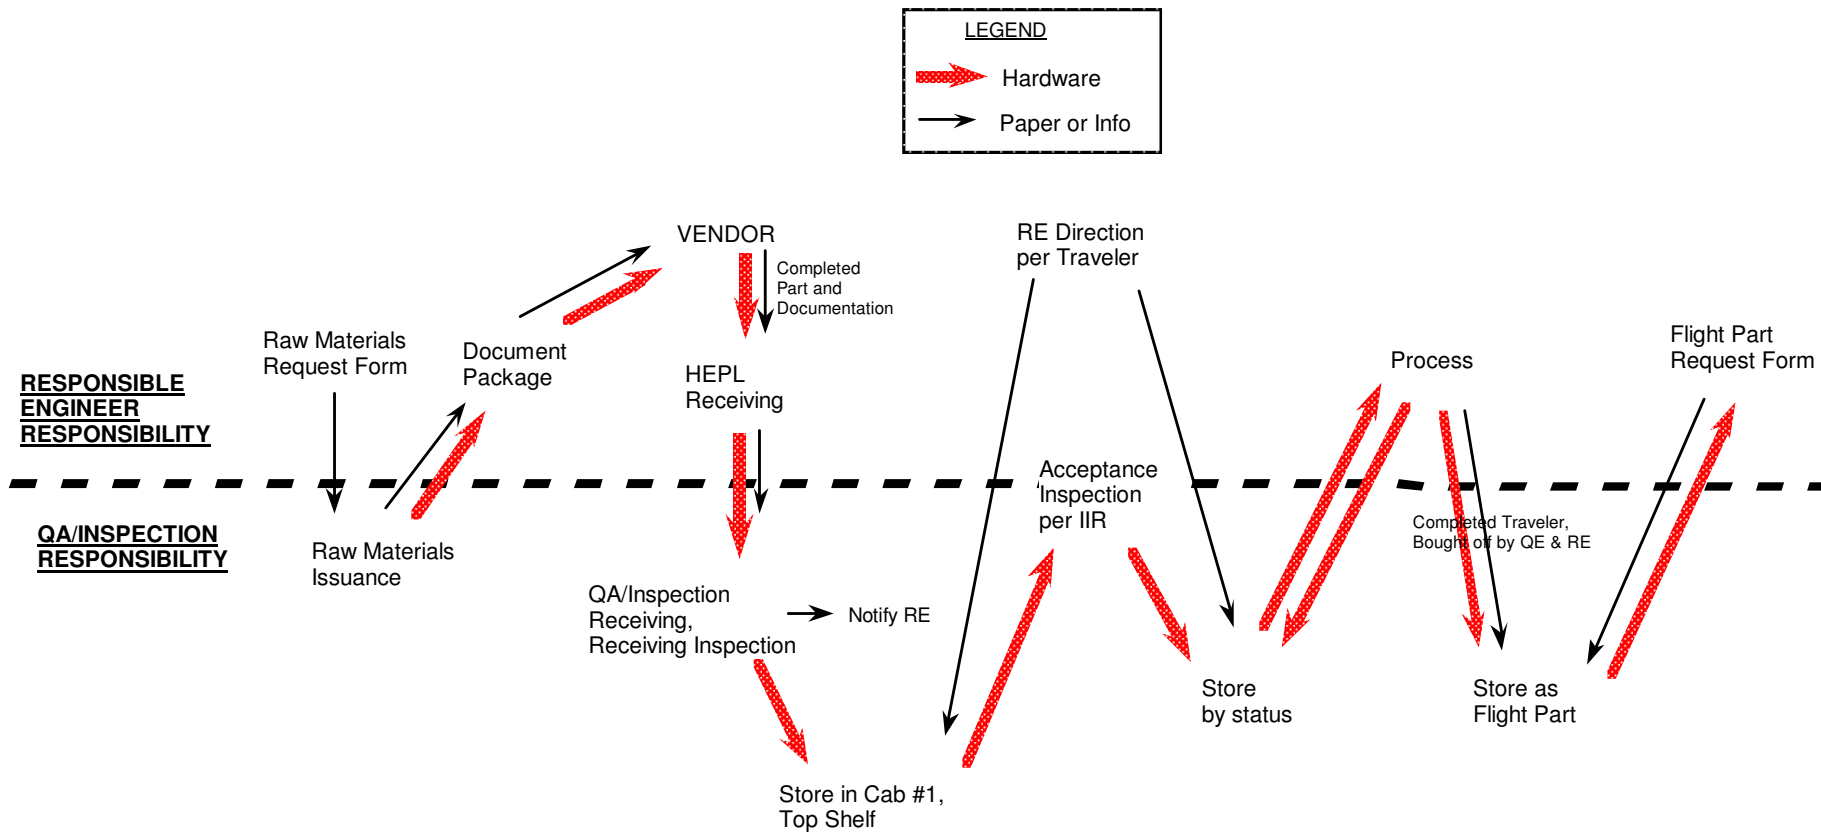 LEGEND
Hardware
Paper or Info
VENDOR
Completed
Part and
Documentation
RE Direction
per Traveler
Raw Materials
Request Form
Document
Package
HEPL
Receiving
Process
Flight Part
Request Form
RESPONSIBLE
ENGINEER
RESPONSIBILITY
Acceptance
Inspection
per IIR
QA/INSPECTION
RESPONSIBILITY
Raw Materials
Issuance
Completed Traveler,
Bought off by QE & RE
QA/Inspection
Receiving,
Receiving Inspection
Notify RE
Store
by status
Store as
Flight Part
Store in Cab #1,
Top Shelf